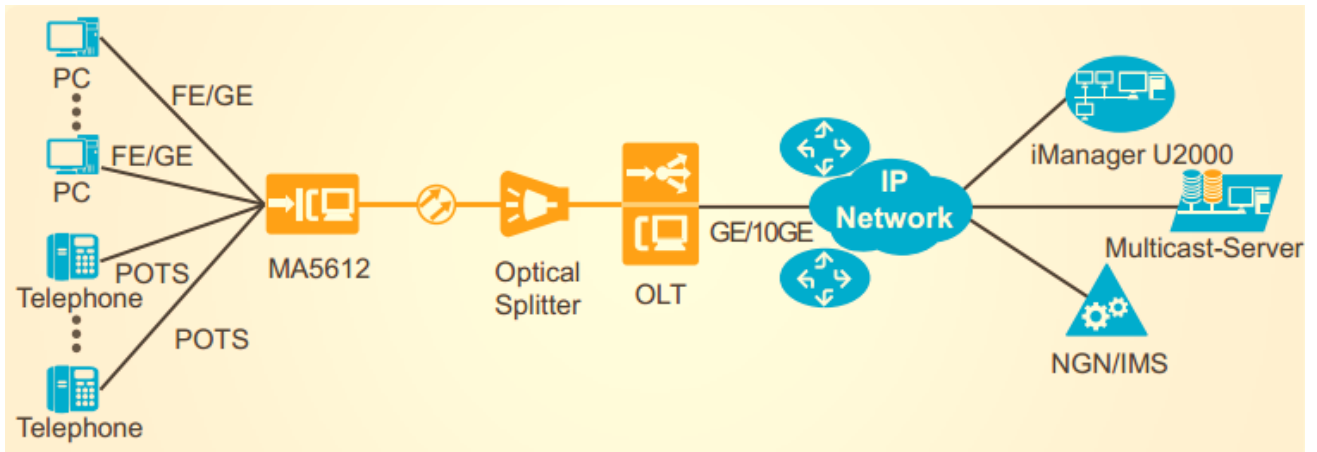 PC
FE/GE
PC
FE/GE
Telephone
POTS
Telephone
POTS
MA5612
Optical
Splitter
OLT
GE/10GE
IP
Network
iManager U2000
Multicast-Server
NGN/IMS